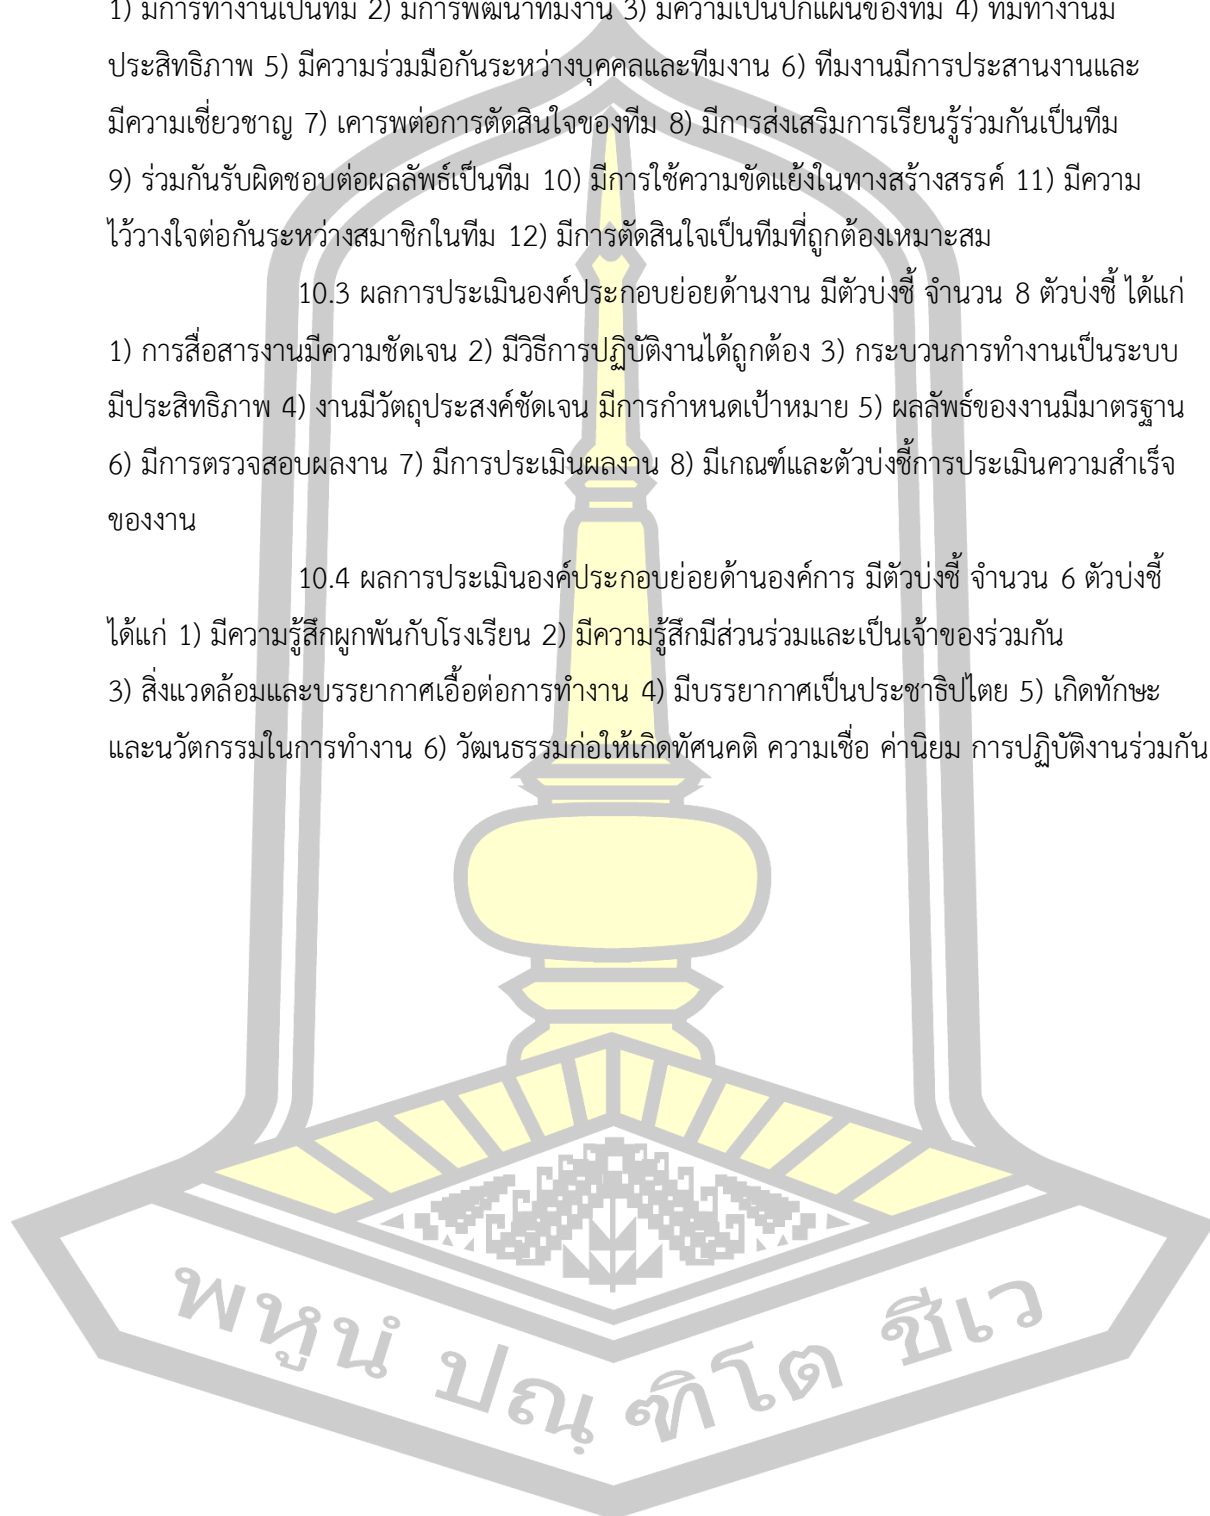 1) มีการทำงานเป็นทีม 2) มีการพัฒนาทีมงาน 3) มีความเป็นปึกแผ่นของทีม 4) ทีมทำงานมี
ประสิทธิภาพ 5) มีความร่วมมือกันระหว่างบุคคลและทีมงาน 6) ทีมงานมีการประสานงานและ
มีความเชี่ยวชาญ 7) เคารพต่อการตัดสินใจของทีม 8) มีการส่งเสริมการเรียนรู้ร่วมกันเป็นทีม
9) ร่วมกันรับผิดชอบต่อผลลัพธ์เป็นทีม 10) มีการใช้ความขัดแย้งในทางสร้างสรรค์ 11) มีความ
ไว้วางใจต่อกันระหว่างสมาชิกในทีม 12) มีการตัดสินใจเป็นทีมที่ถูกต้องเหมาะสม
10.3 ผลการประเมินองค์ประกอบย่อยด้านงาน มีตัวบ่งชี้ จำนวน 8 ตัวบ่งชี้ ได้แก่
1) การสื่อสารงานมีความชัดเจน 2) มีวิธีการปฏิบัติงานได้ถูกต้อง 3) กระบวนการทำงานเป็นระบบ
มีประสิทธิภาพ 4) งานมีวัตถุประสงค์ชัดเจน มีการกำหนดเป้าหมาย 5) ผลลัพธ์ของงานมีมาตรฐาน
6) มีการตรวจสอบผลงาน 7) มีการประเมินผลงาน 8) มีเกณฑ์และตัวบ่งชี้การประเมินความสำเร็จ
ของงาน
10.4 ผลการประเมินองค์ประกอบย่อยด้านองค์การ มีตัวบ่งชี้ จำนวน 6 ตัวบ่งชี้
ได้แก่ 1) มีความรู้สึกผูกพันกับโรงเรียน 2) มีความรู้สึกมีส่วนร่วมและเป็นเจ้าของร่วมกัน
3) สิ่งแวดล้อมและบรรยากาศเอื้อต่อการทำงาน 4) มีบรรยากาศเป็นประชาธิปไตย 5) เกิดทักษะ
และนวัตกรรมในการทำงาน 6) วัฒนธรรมก่อให้เกิดทัศนคติ ความเชื่อ ค่านิยม การปฏิบัติงานร่วมกัน
พหูนํ ปณฺ ฑิโต ชีเว